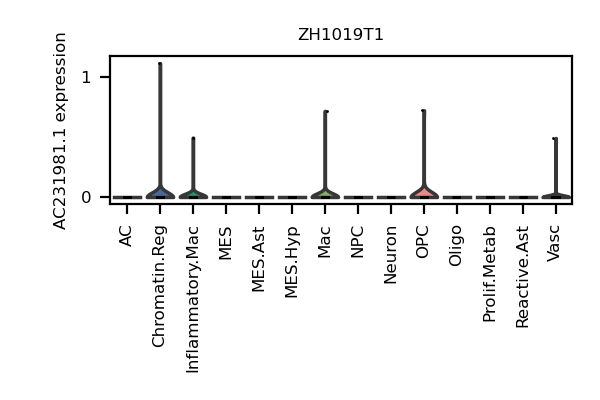 ZH1019T1
AC231981.1 expression
1
0
AC
Chromatin.Reg
Inflammatory.Mac
MES
MES.Ast
MES.Hyp
Mac
NPC
Neuron
OPC
Oligo
Prolif.Metab
Reactive.Ast
Vasc